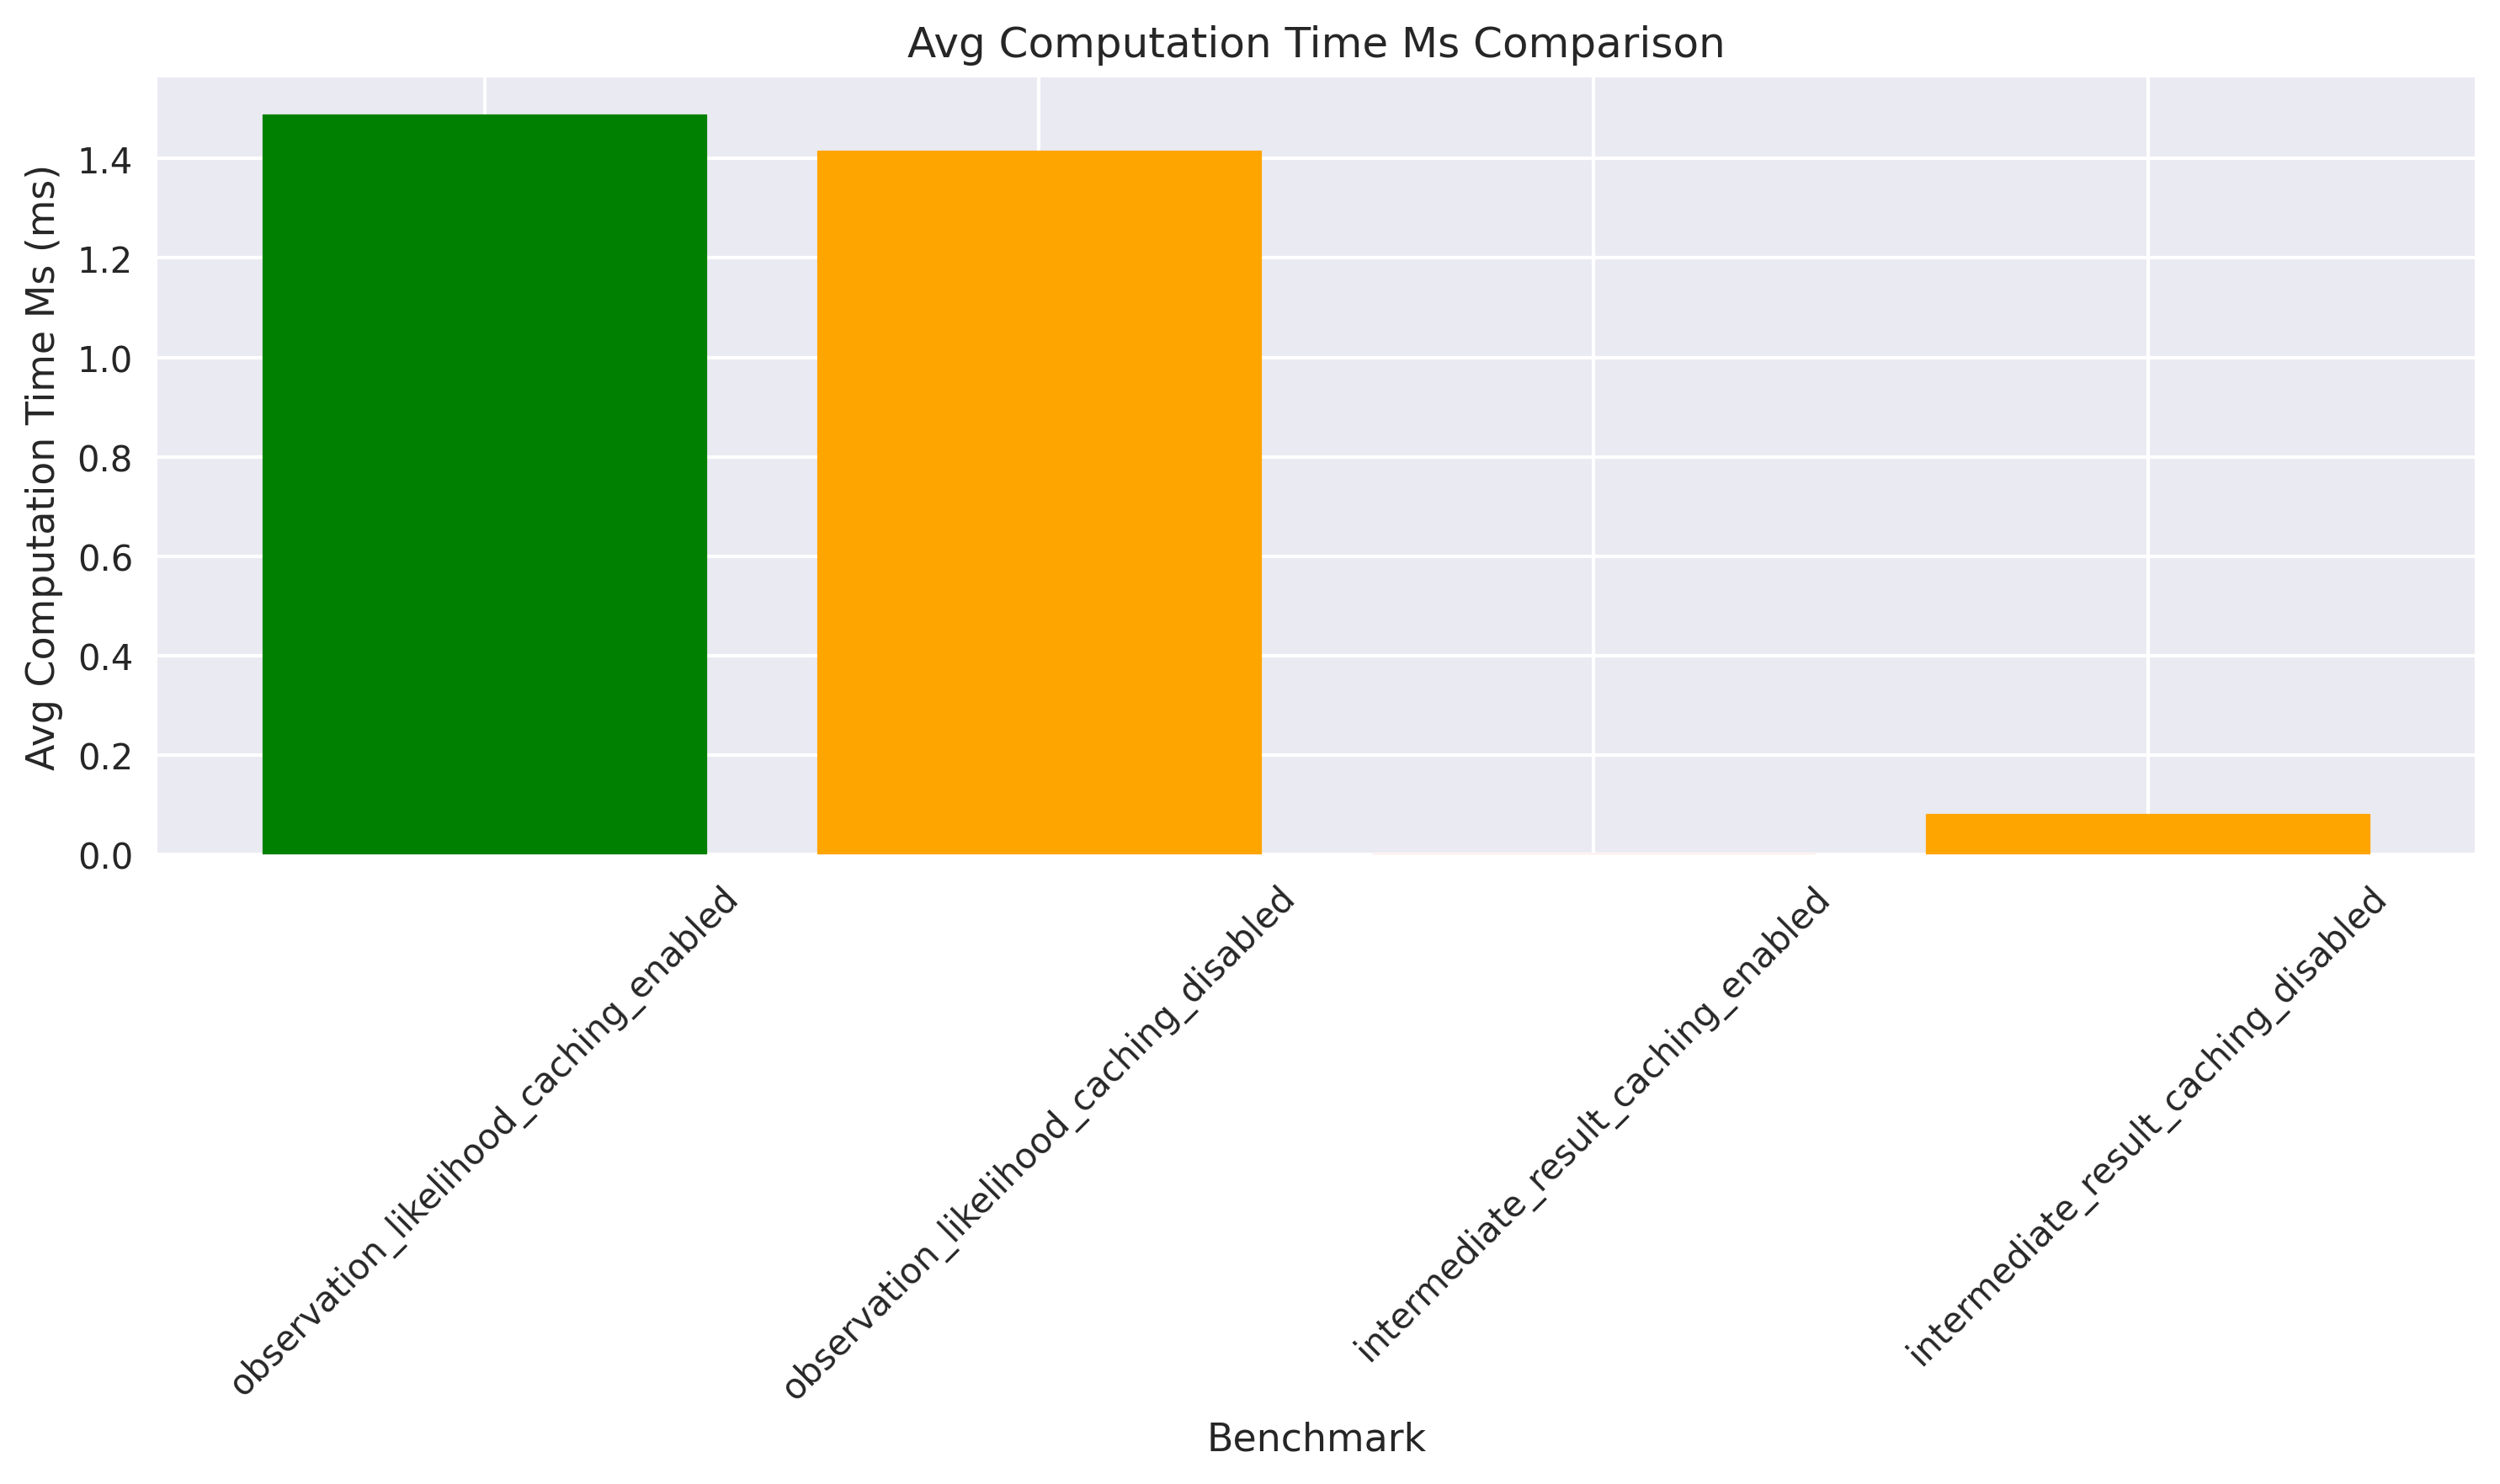 Avg Computation Time Ms Comparison
Avg Computation Time Ms (ms)
1.4
1.2
1.0
0.8
0.6
0.4
0.2
0.0
observation_likelihood_caching_enabled
observation_likelihood_caching_disabled
intermediate_result_caching_enabled
intermediate_result_caching_disabled
Benchmark